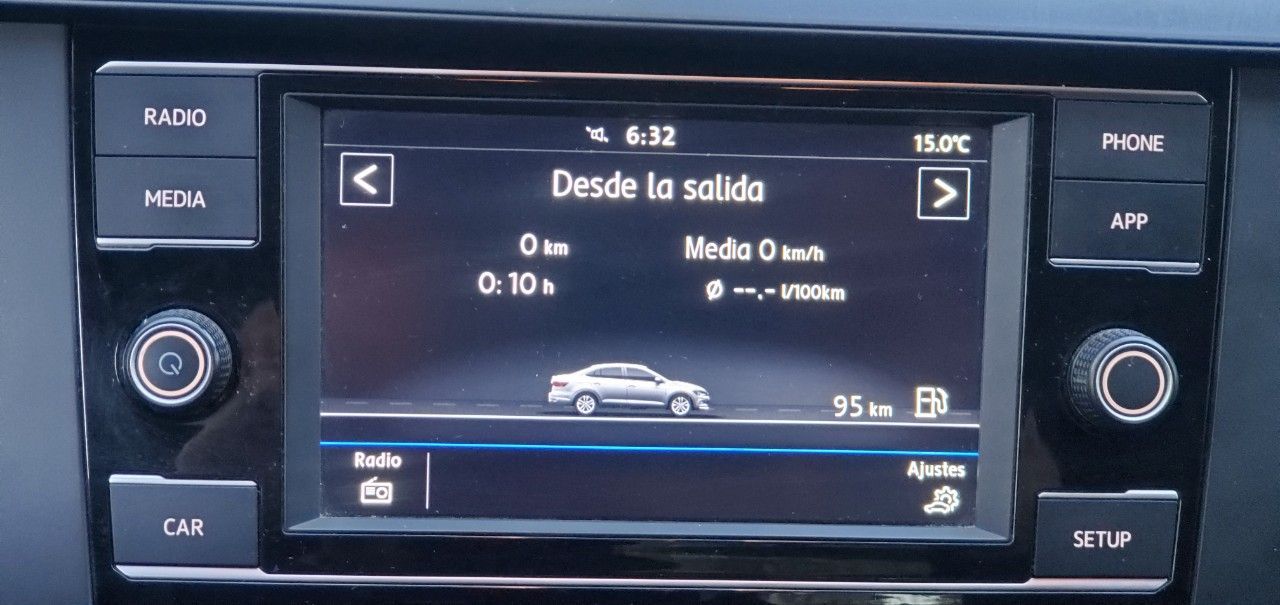 RADIO
MEDIA
CAR
6:32
15.0°C
<
Desde la salida
>
0 km
Media 0 km/h
0:10 h
Ø --.- l/100km
95 km
Radio
Ajustes
PHONE
APP
SETUP